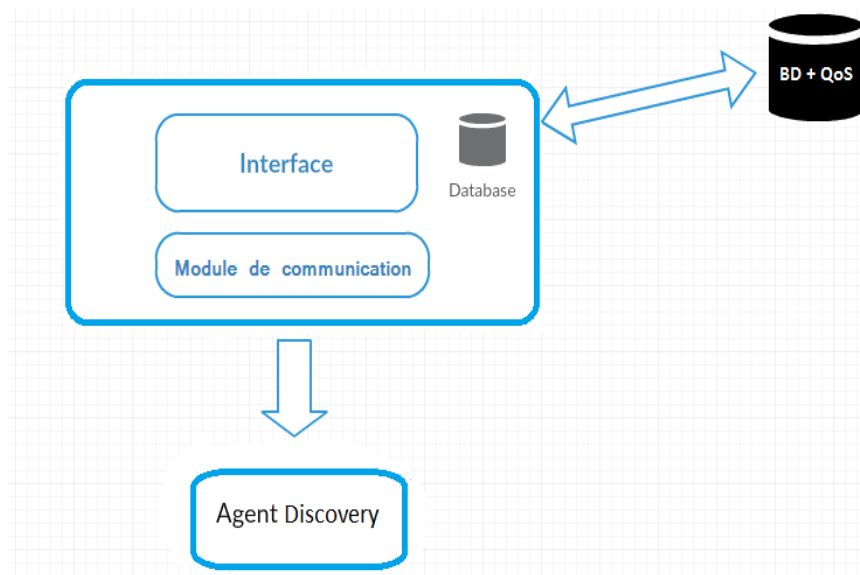 BD + QoS
Interface
Database
Module de communication
Agent Discovery